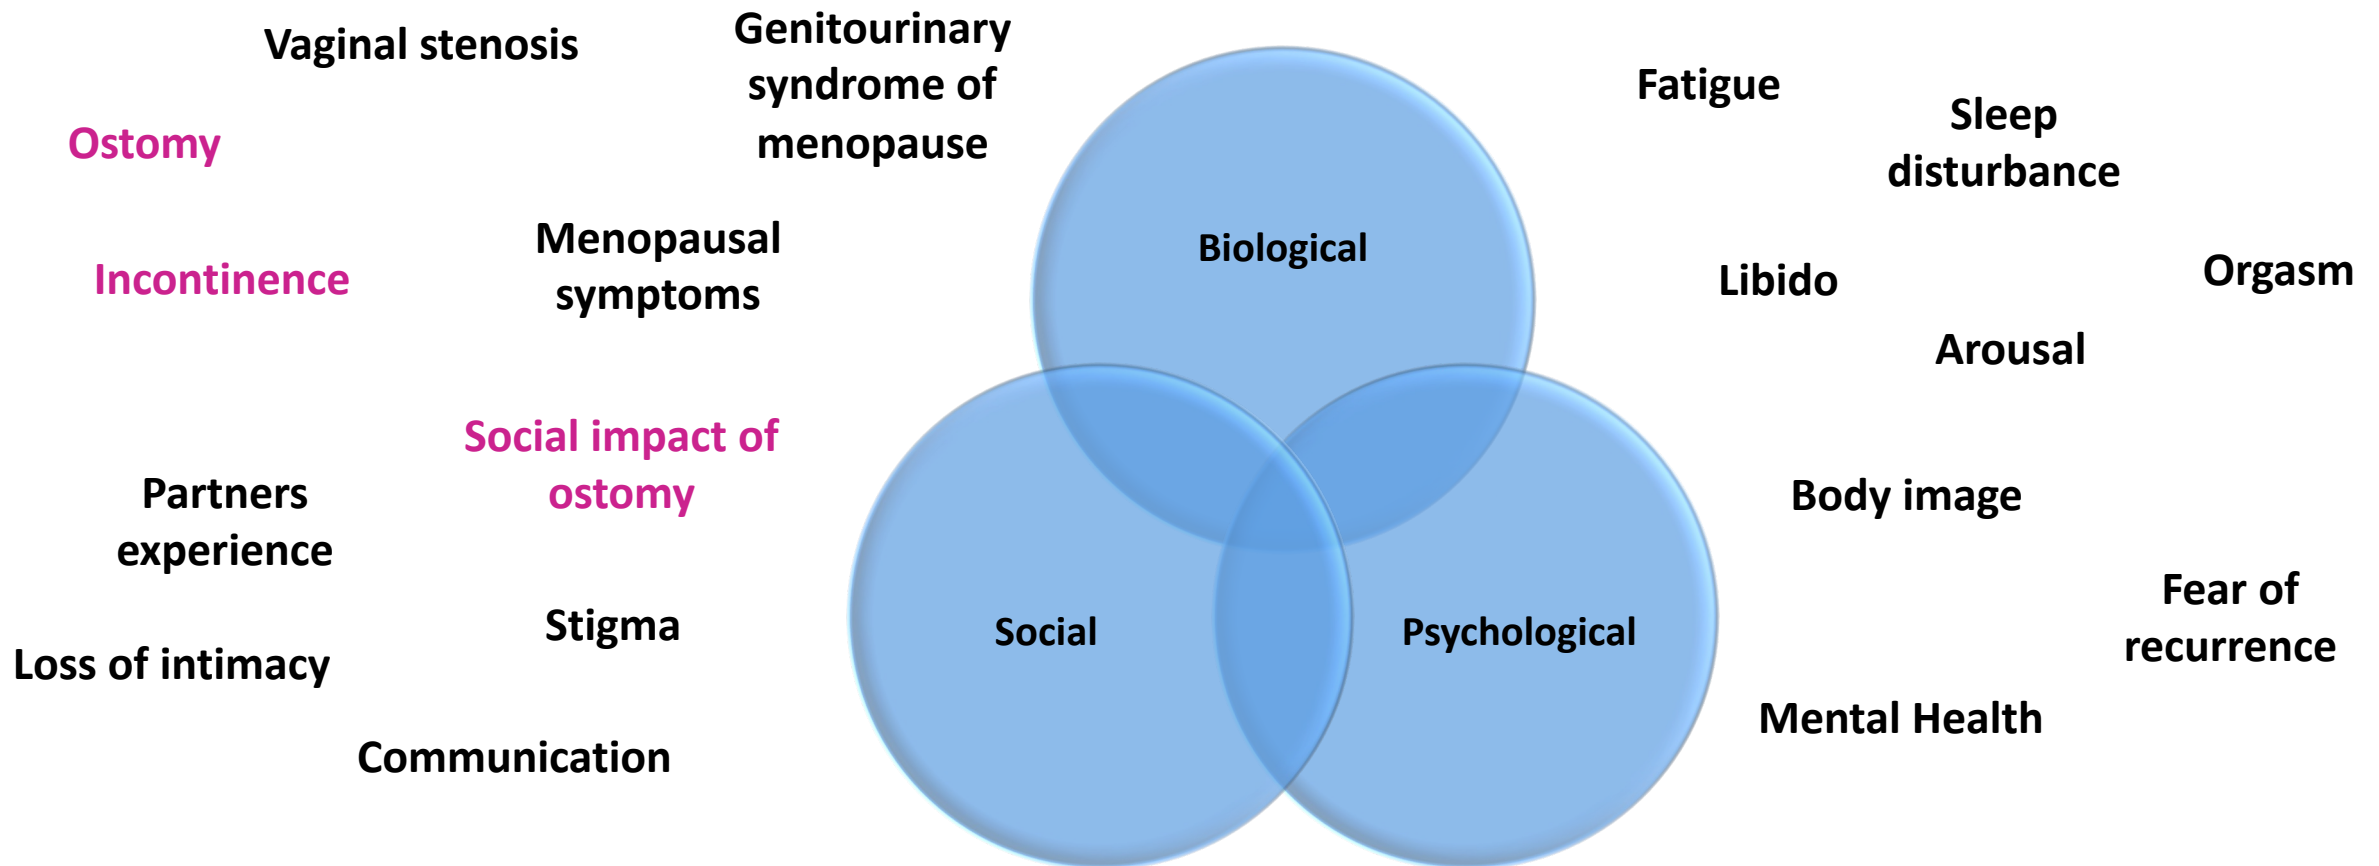 Vaginal stenosis
Genitourinary
syndrome of
menopause
Fatigue
Sleep
disturbance
Ostomy
Menopausal
symptoms
Biological
Incontinence
Libido
Orgasm
Arousal
Social impact of
ostomy
Partners
experience
Body image
Stigma
Social
Psychological
Fear of
recurrence
Loss of intimacy
Mental Health
Communication